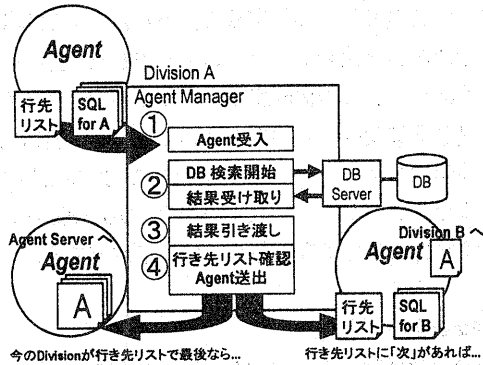 Agent
行先
リスト
SQL
for A
Division A
Agent Manager
①
Agent受入
②
DB 検索開始
結果受け取り
DB
Server
DB
③
結果引き渡し
④
行き先リスト確認
Agent送出
Agent Server へ
Agent
A
Division B へ
Agent
A
行先
リスト
SQL
for B
今のDivisionが行き先リストで最後なら...
行き先リストに「次」があれば...